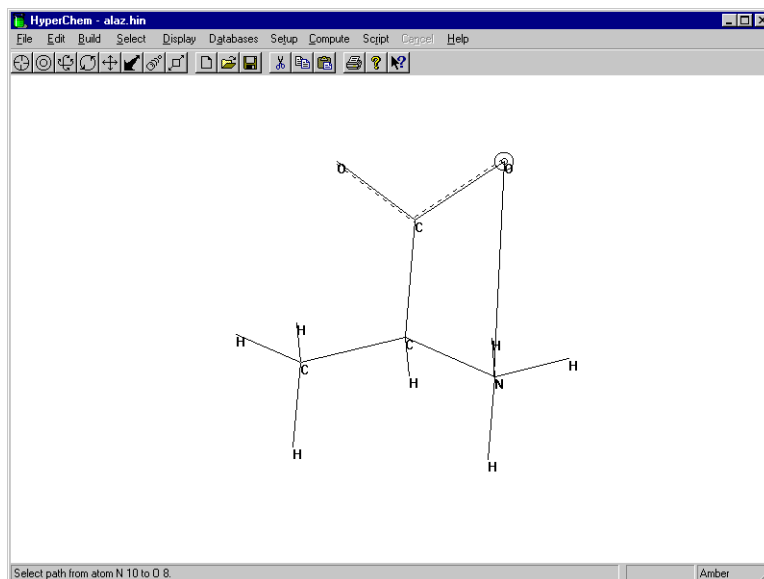 HyperChem - alaz.hin
File Edit Build Select Display Databases Setup Compute Script Cancel Help
O O
C
H H
H C C H
H N
H H
Select path from atom N 10 to O 8. Amber